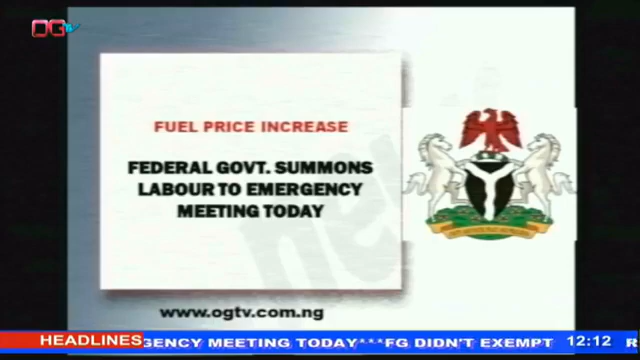 OGTV
FUEL PRICE INCREASE
FEDERAL GOVT. SUMMONS
LABOUR TO EMERGENCY
MEETING TODAY
www.ogtv.com.ng
HEADLINES
GENCY MEETING TODAY***FG DIDN'T EXEMPT
12:12
R